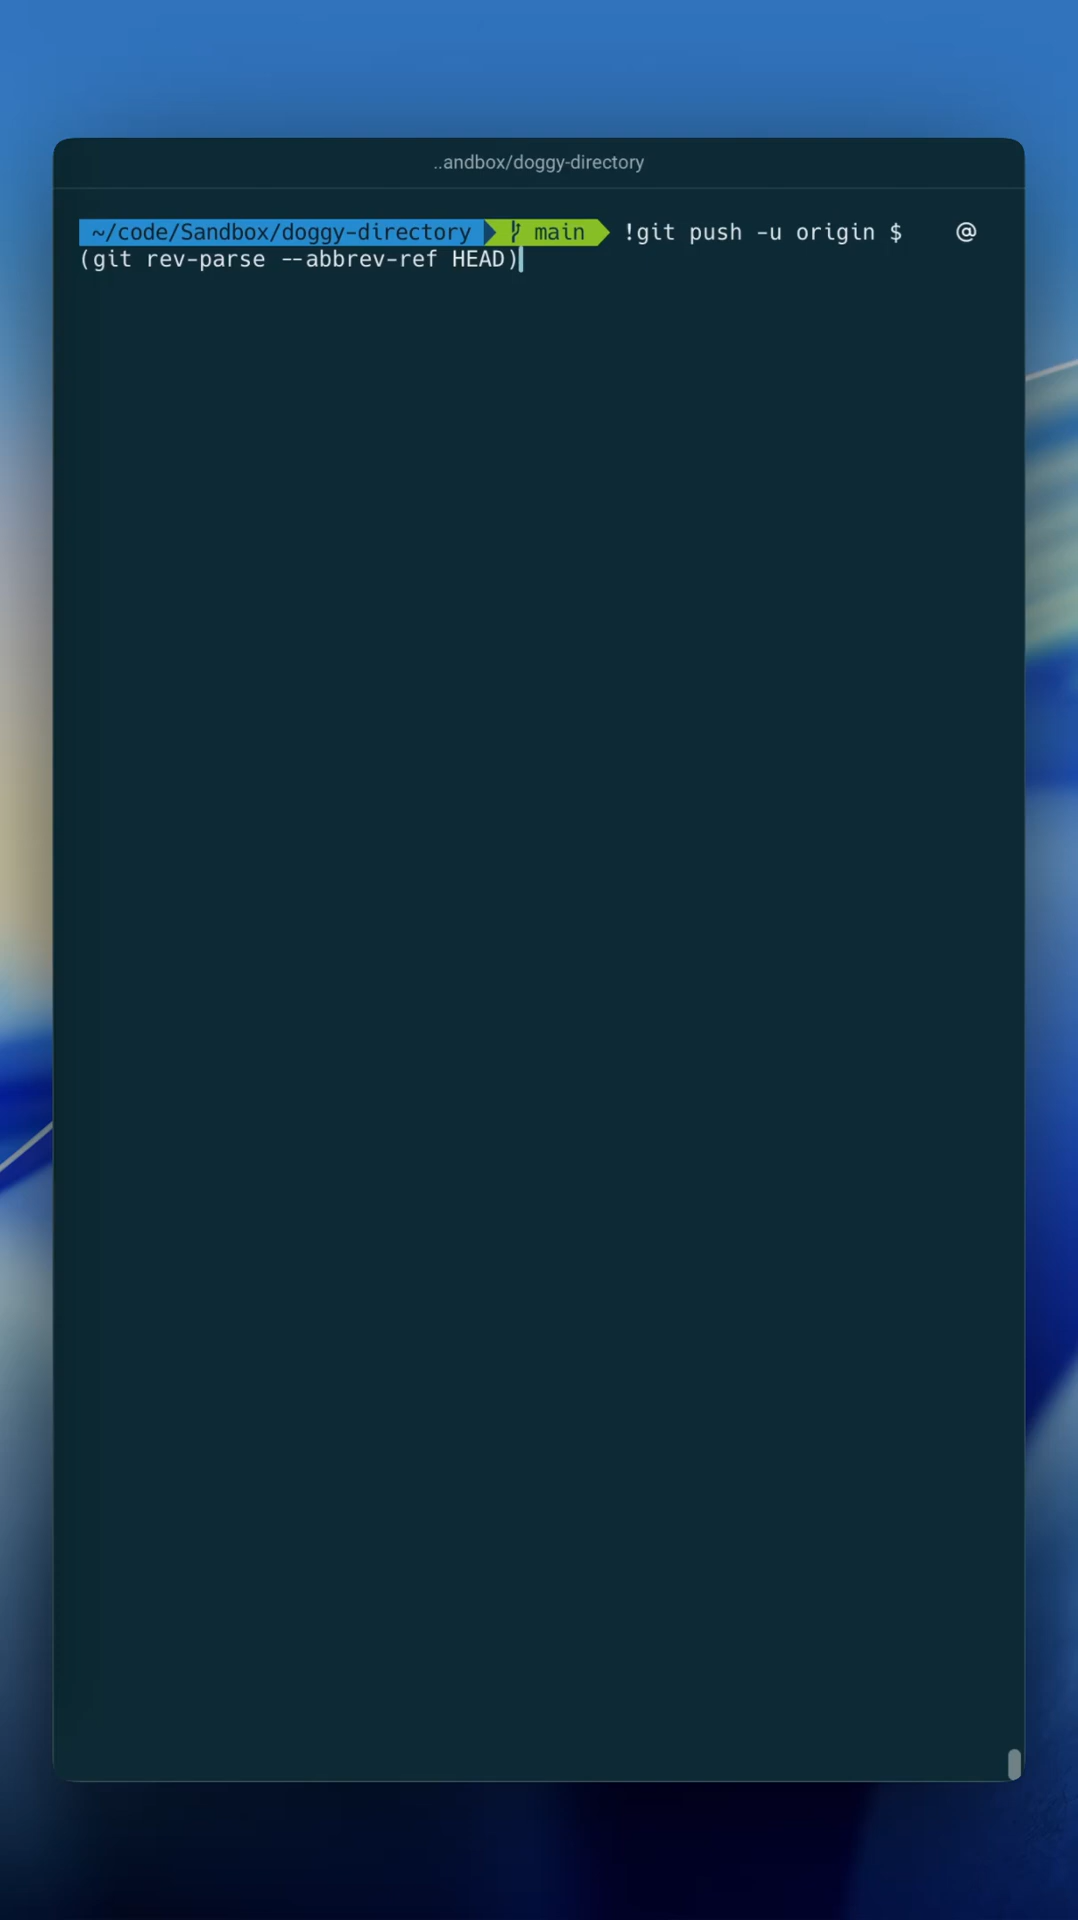 ..andbox/doggy-directory
~/code/Sandbox/doggy-directory main !git push -u origin $ @
(git rev-parse --abbrev-ref HEAD)